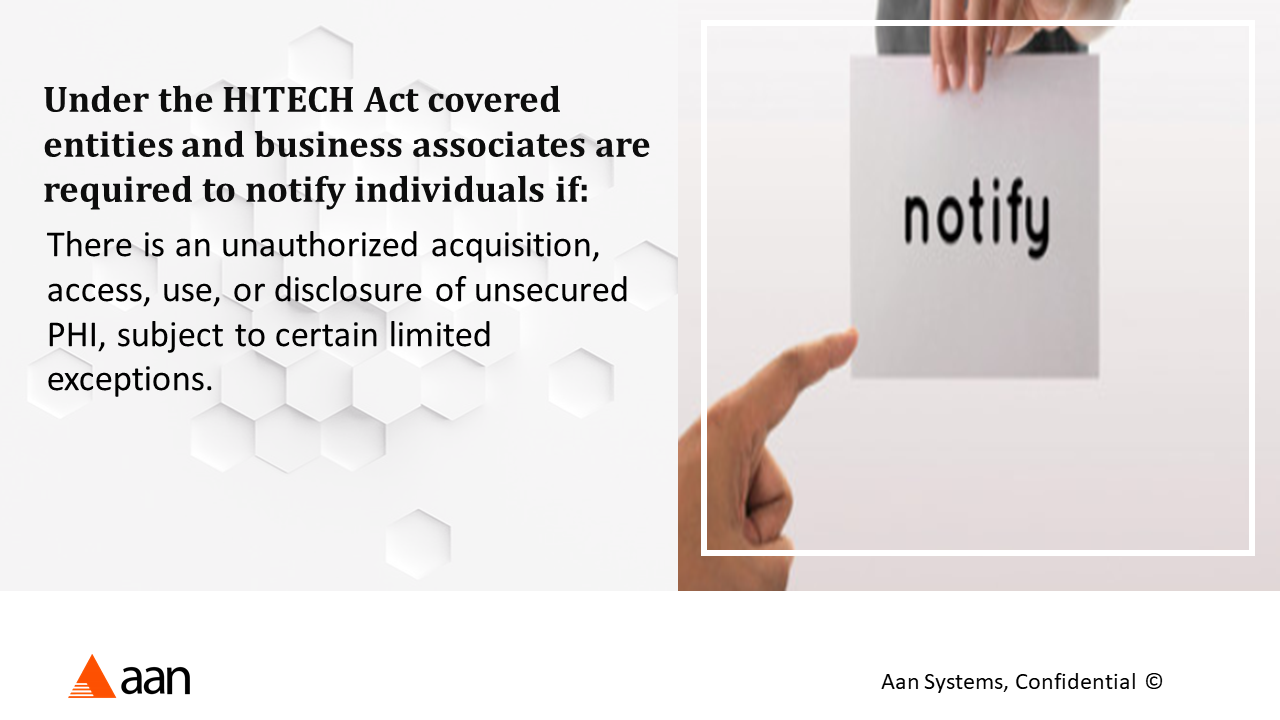 Under the HITECH Act covered
entities and business associates are
required to notify individuals if:
There is an unauthorized acquisition,
access, use, or disclosure of unsecured
PHI, subject to certain limited
exceptions.
notify
aan
Aan Systems, Confidential ©